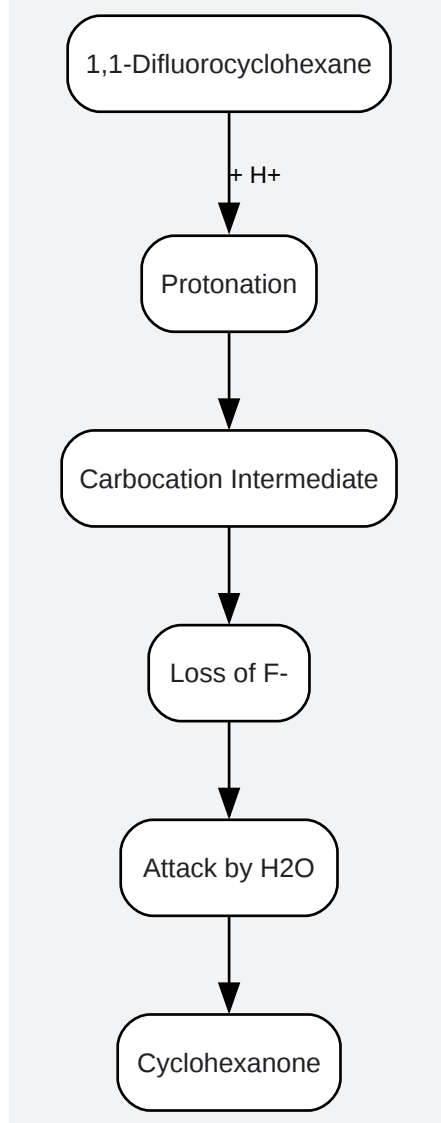 1,1-Difluorocyclohexane
+ H+
Protonation
Carbocation Intermediate
Loss of F-
Attack by H2O
Cyclohexanone